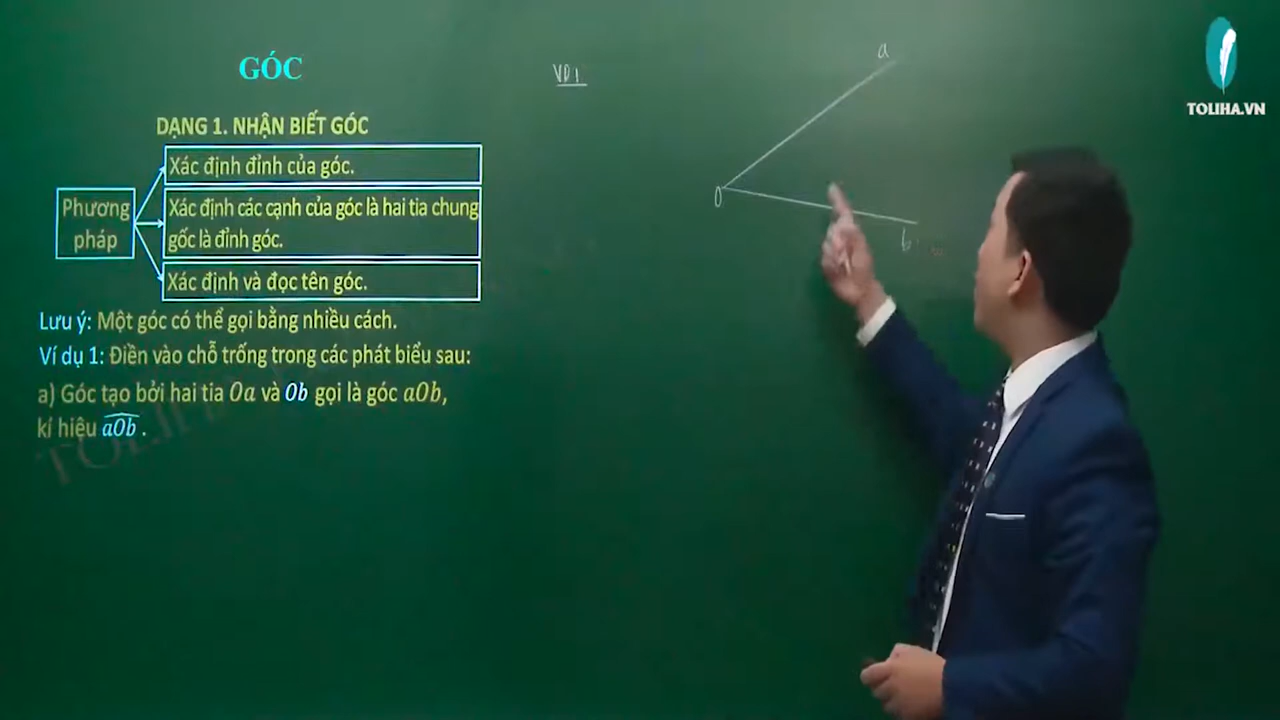 GÓC
DẠNG 1. NHẬN BIẾT GÓC
Phương
pháp
Xác định đỉnh của góc.
Xác định các cạnh của góc là hai tia chung
gốc là đỉnh góc.
Xác định và đọc tên góc.
Lưu ý: Một góc có thể gọi bằng nhiều cách.
Ví dụ 1: Điền vào chỗ trống trong các phát biểu sau:
a) Góc tạo bởi hai tia Oa và Ob gọi là góc aOb,
kí hiệu \widehat{aOb} .
VD1
a
O
b
TOLIHA.VN